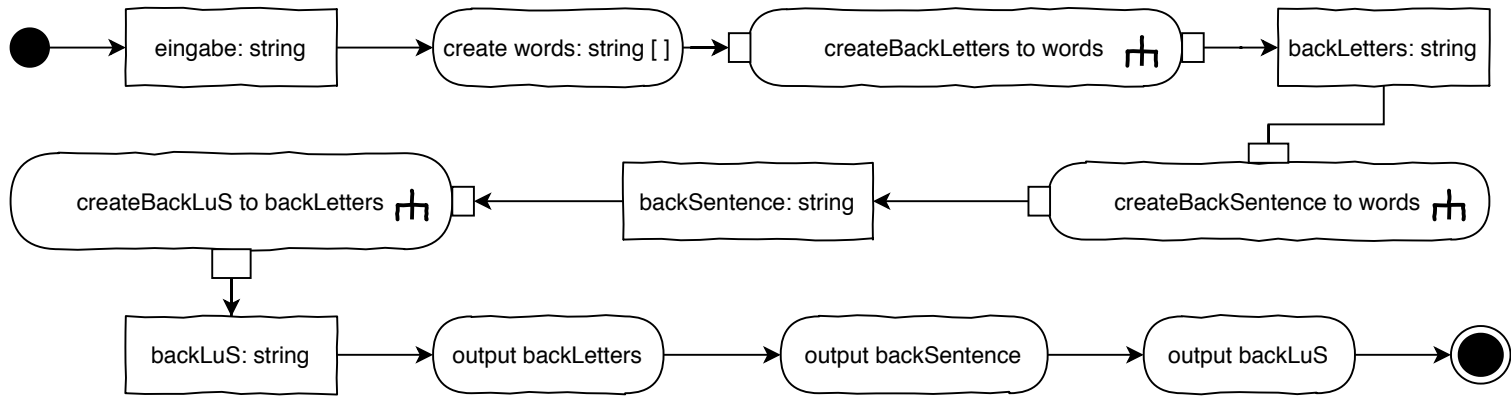 eingabe: string
create words: string [ ]
createBackLetters to words
backLetters: string
createBackSentence to words
backSentence: string
createBackLuS to backLetters
backLuS: string
output backLetters
output backSentence
output backLuS